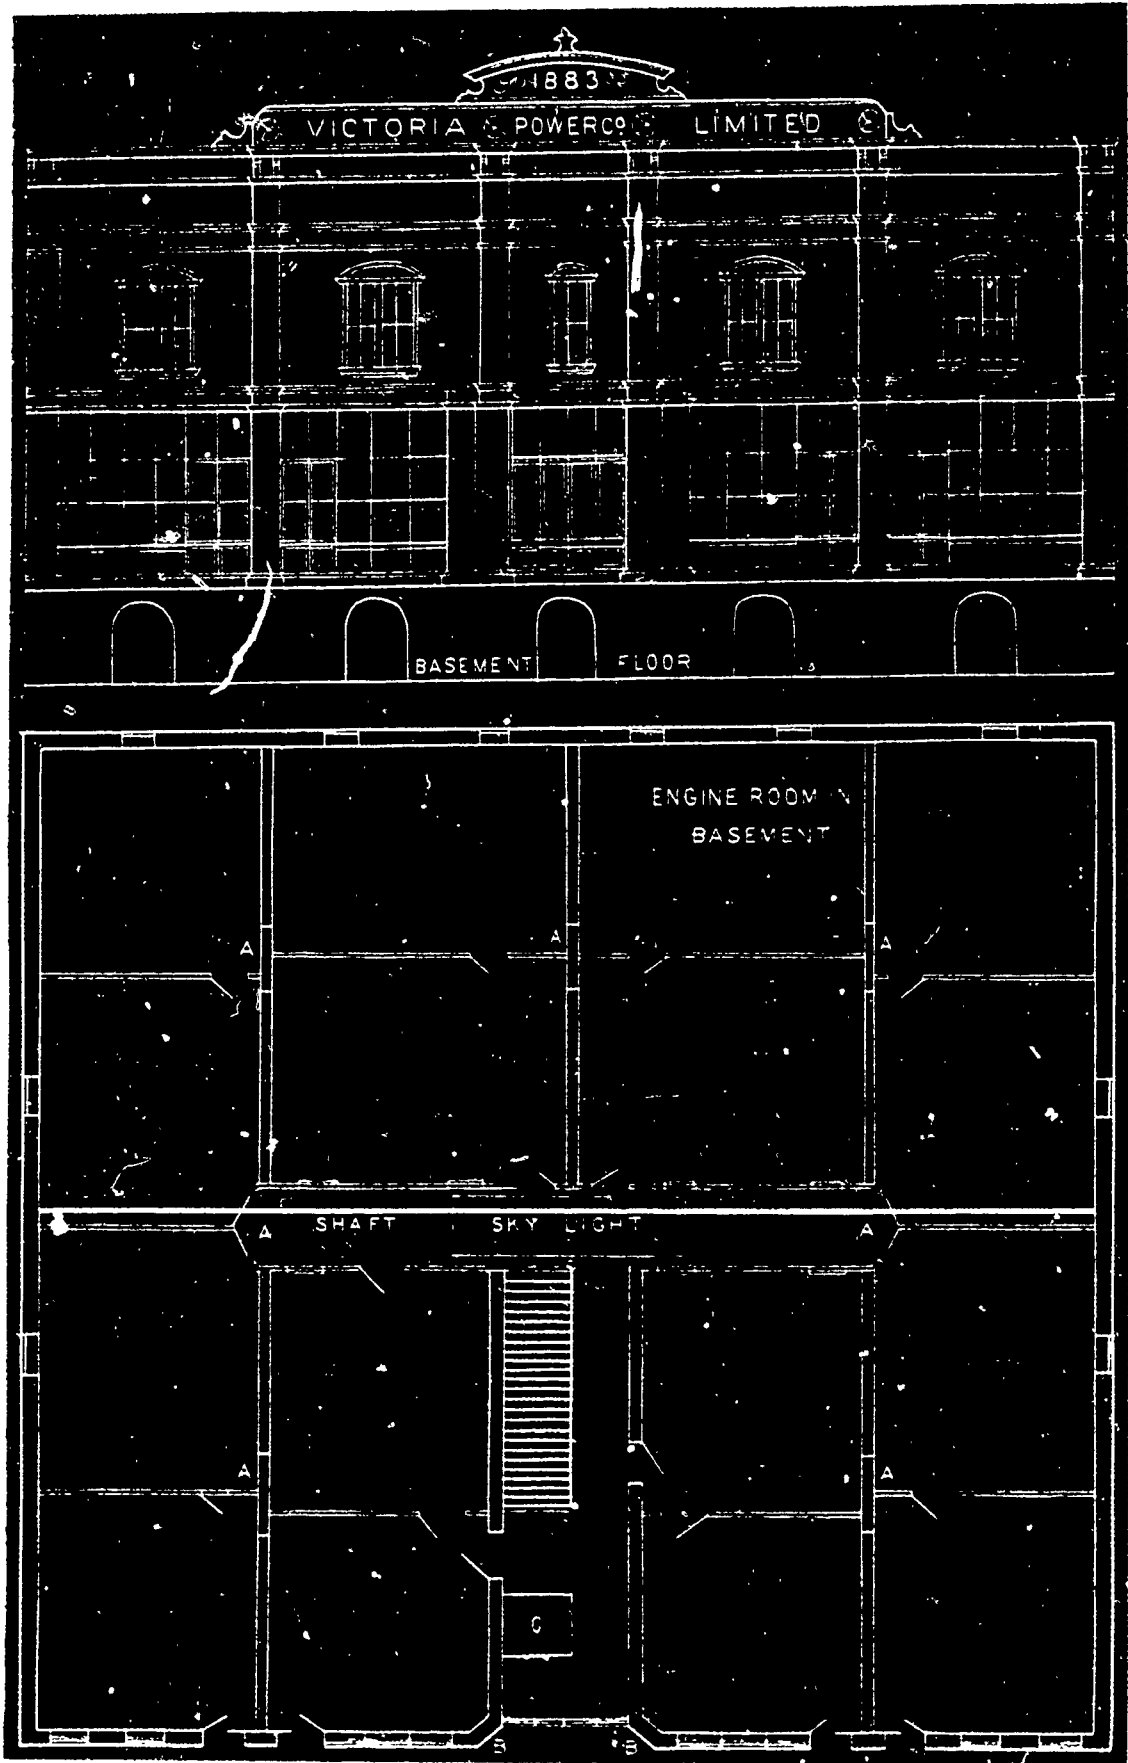 1883
VICTORIA POWER Co LIMITED
BASEMENT FLOOR
ENGINE ROOM IN
BASEMENT
A A A
SHAFT SKY LIGHT
A A
A A
C
B B